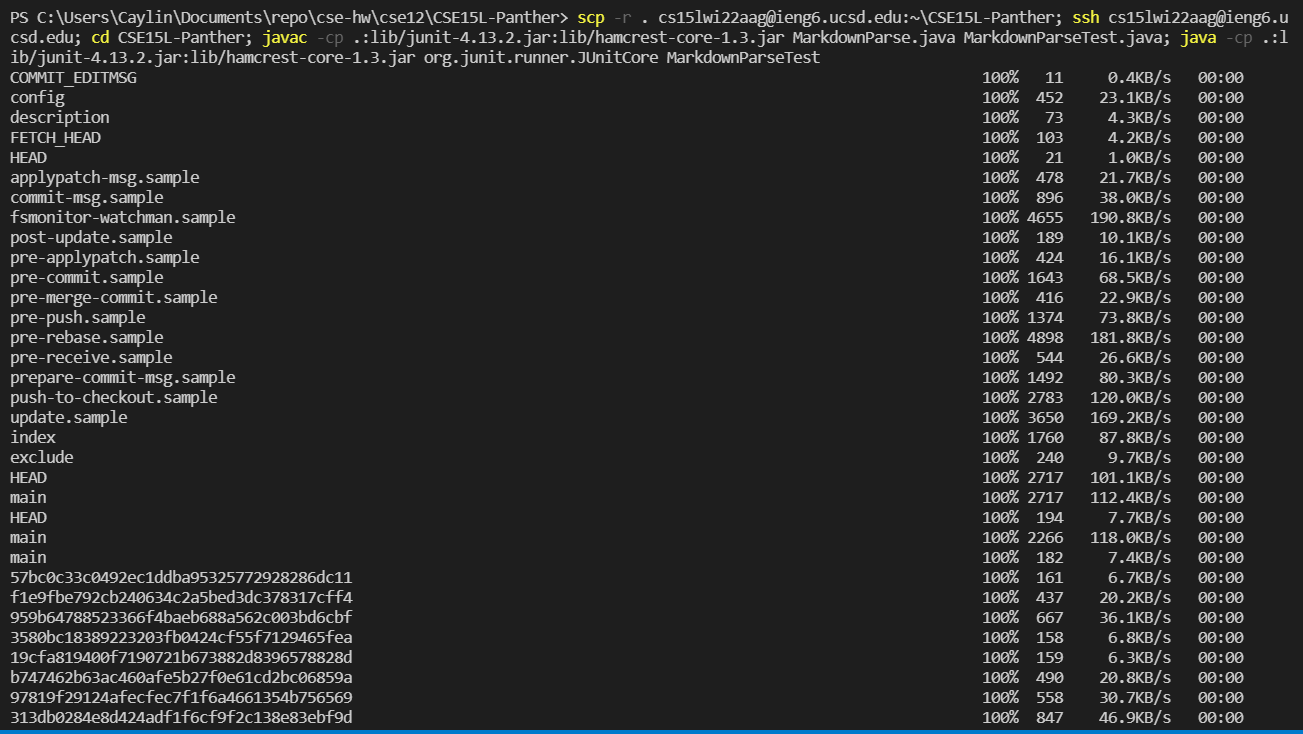 PS C:\Users\Caylin\Documents\repo\cse-hw\cse12\CSE15L-Panther> scp -r . cs15lwi22aag@ieng6.ucsd.edu:~\CSE15L-Panther; ssh cs15lwi22aag@ieng6.u
csd.edu; cd CSE15L-Panther; javac -cp .:lib/junit-4.13.2.jar:lib/hamcrest-core-1.3.jar MarkdownParse.java MarkdownParseTest.java; java -cp .:l
ib/junit-4.13.2.jar:lib/hamcrest-core-1.3.jar org.junit.runner.JUnitCore MarkdownParseTest
COMMIT_EDITMSG 100% 11 0.4KB/s 00:00
config 100% 452 23.1KB/s 00:00
description 100% 73 4.3KB/s 00:00
FETCH_HEAD 100% 103 4.2KB/s 00:00
HEAD 100% 21 1.0KB/s 00:00
applypatch-msg.sample 100% 478 21.7KB/s 00:00
commit-msg.sample 100% 896 38.0KB/s 00:00
fsmonitor-watchman.sample 100% 4655 190.8KB/s 00:00
post-update.sample 100% 189 10.1KB/s 00:00
pre-applypatch.sample 100% 424 16.1KB/s 00:00
pre-commit.sample 100% 1643 68.5KB/s 00:00
pre-merge-commit.sample 100% 416 22.9KB/s 00:00
pre-push.sample 100% 1374 73.8KB/s 00:00
pre-rebase.sample 100% 4898 181.8KB/s 00:00
pre-receive.sample 100% 544 26.6KB/s 00:00
prepare-commit-msg.sample 100% 1492 80.3KB/s 00:00
push-to-checkout.sample 100% 2783 120.0KB/s 00:00
update.sample 100% 3650 169.2KB/s 00:00
index 100% 1760 87.8KB/s 00:00
exclude 100% 240 9.7KB/s 00:00
HEAD 100% 2717 101.1KB/s 00:00
main 100% 2717 112.4KB/s 00:00
HEAD 100% 194 7.7KB/s 00:00
main 100% 2266 118.0KB/s 00:00
main 100% 182 7.4KB/s 00:00
57bc0c33c0492ec1ddba95325772928286dc11 100% 161 6.7KB/s 00:00
f1e9fbe792cb240634c2a5bed3dc378317cff4 100% 437 20.2KB/s 00:00
959b64788523366f4baeb688a562c003bd6cbf 100% 667 36.1KB/s 00:00
3580bc18389223203fb0424cf55f7129465fea 100% 158 6.8KB/s 00:00
19cfa819400f7190721b673882d8396578828d 100% 159 6.3KB/s 00:00
b747462b63ac460afe5b27f0e61cd2bc06859a 100% 490 20.8KB/s 00:00
97819f29124afecfec7f1f6a4661354b756569 100% 558 30.7KB/s 00:00
313db0284e8d424adf1f6cf9f2c138e83ebf9d 100% 847 46.9KB/s 00:00